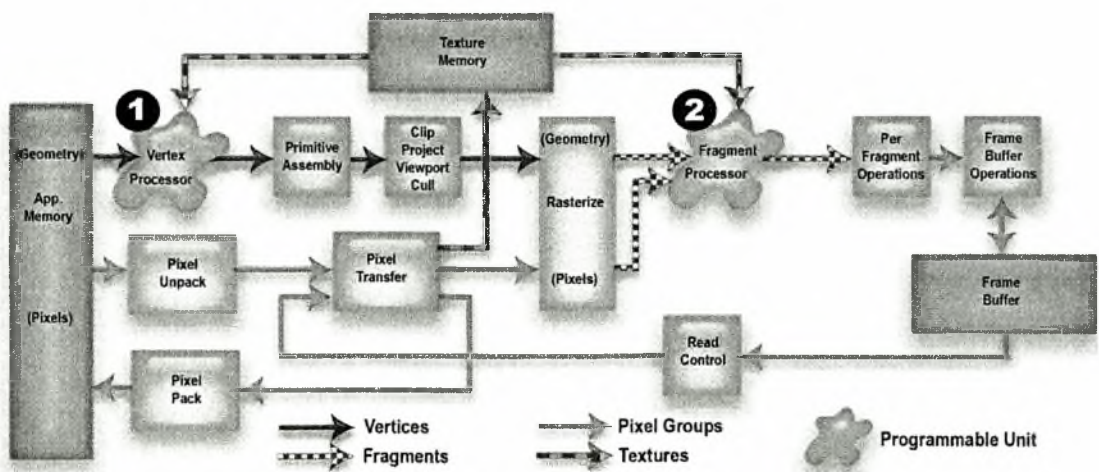 Texture
Memory
1
2
(Geometry)
Vertex
Processor
Primitive
Assembly
Clip
Project
Viewport
Cull
(Geometry)
Rasterize
(Pixels)
Fragment
Processor
Per
Fragment
Operations
Frame
Buffer
Operations
App.
Memory
(Pixels)
Pixel
Unpack
Pixel
Transfer
Frame
Buffer
Read
Control
Pixel
Pack
Vertices
Fragments
Pixel Groups
Textures
Programmable Unit